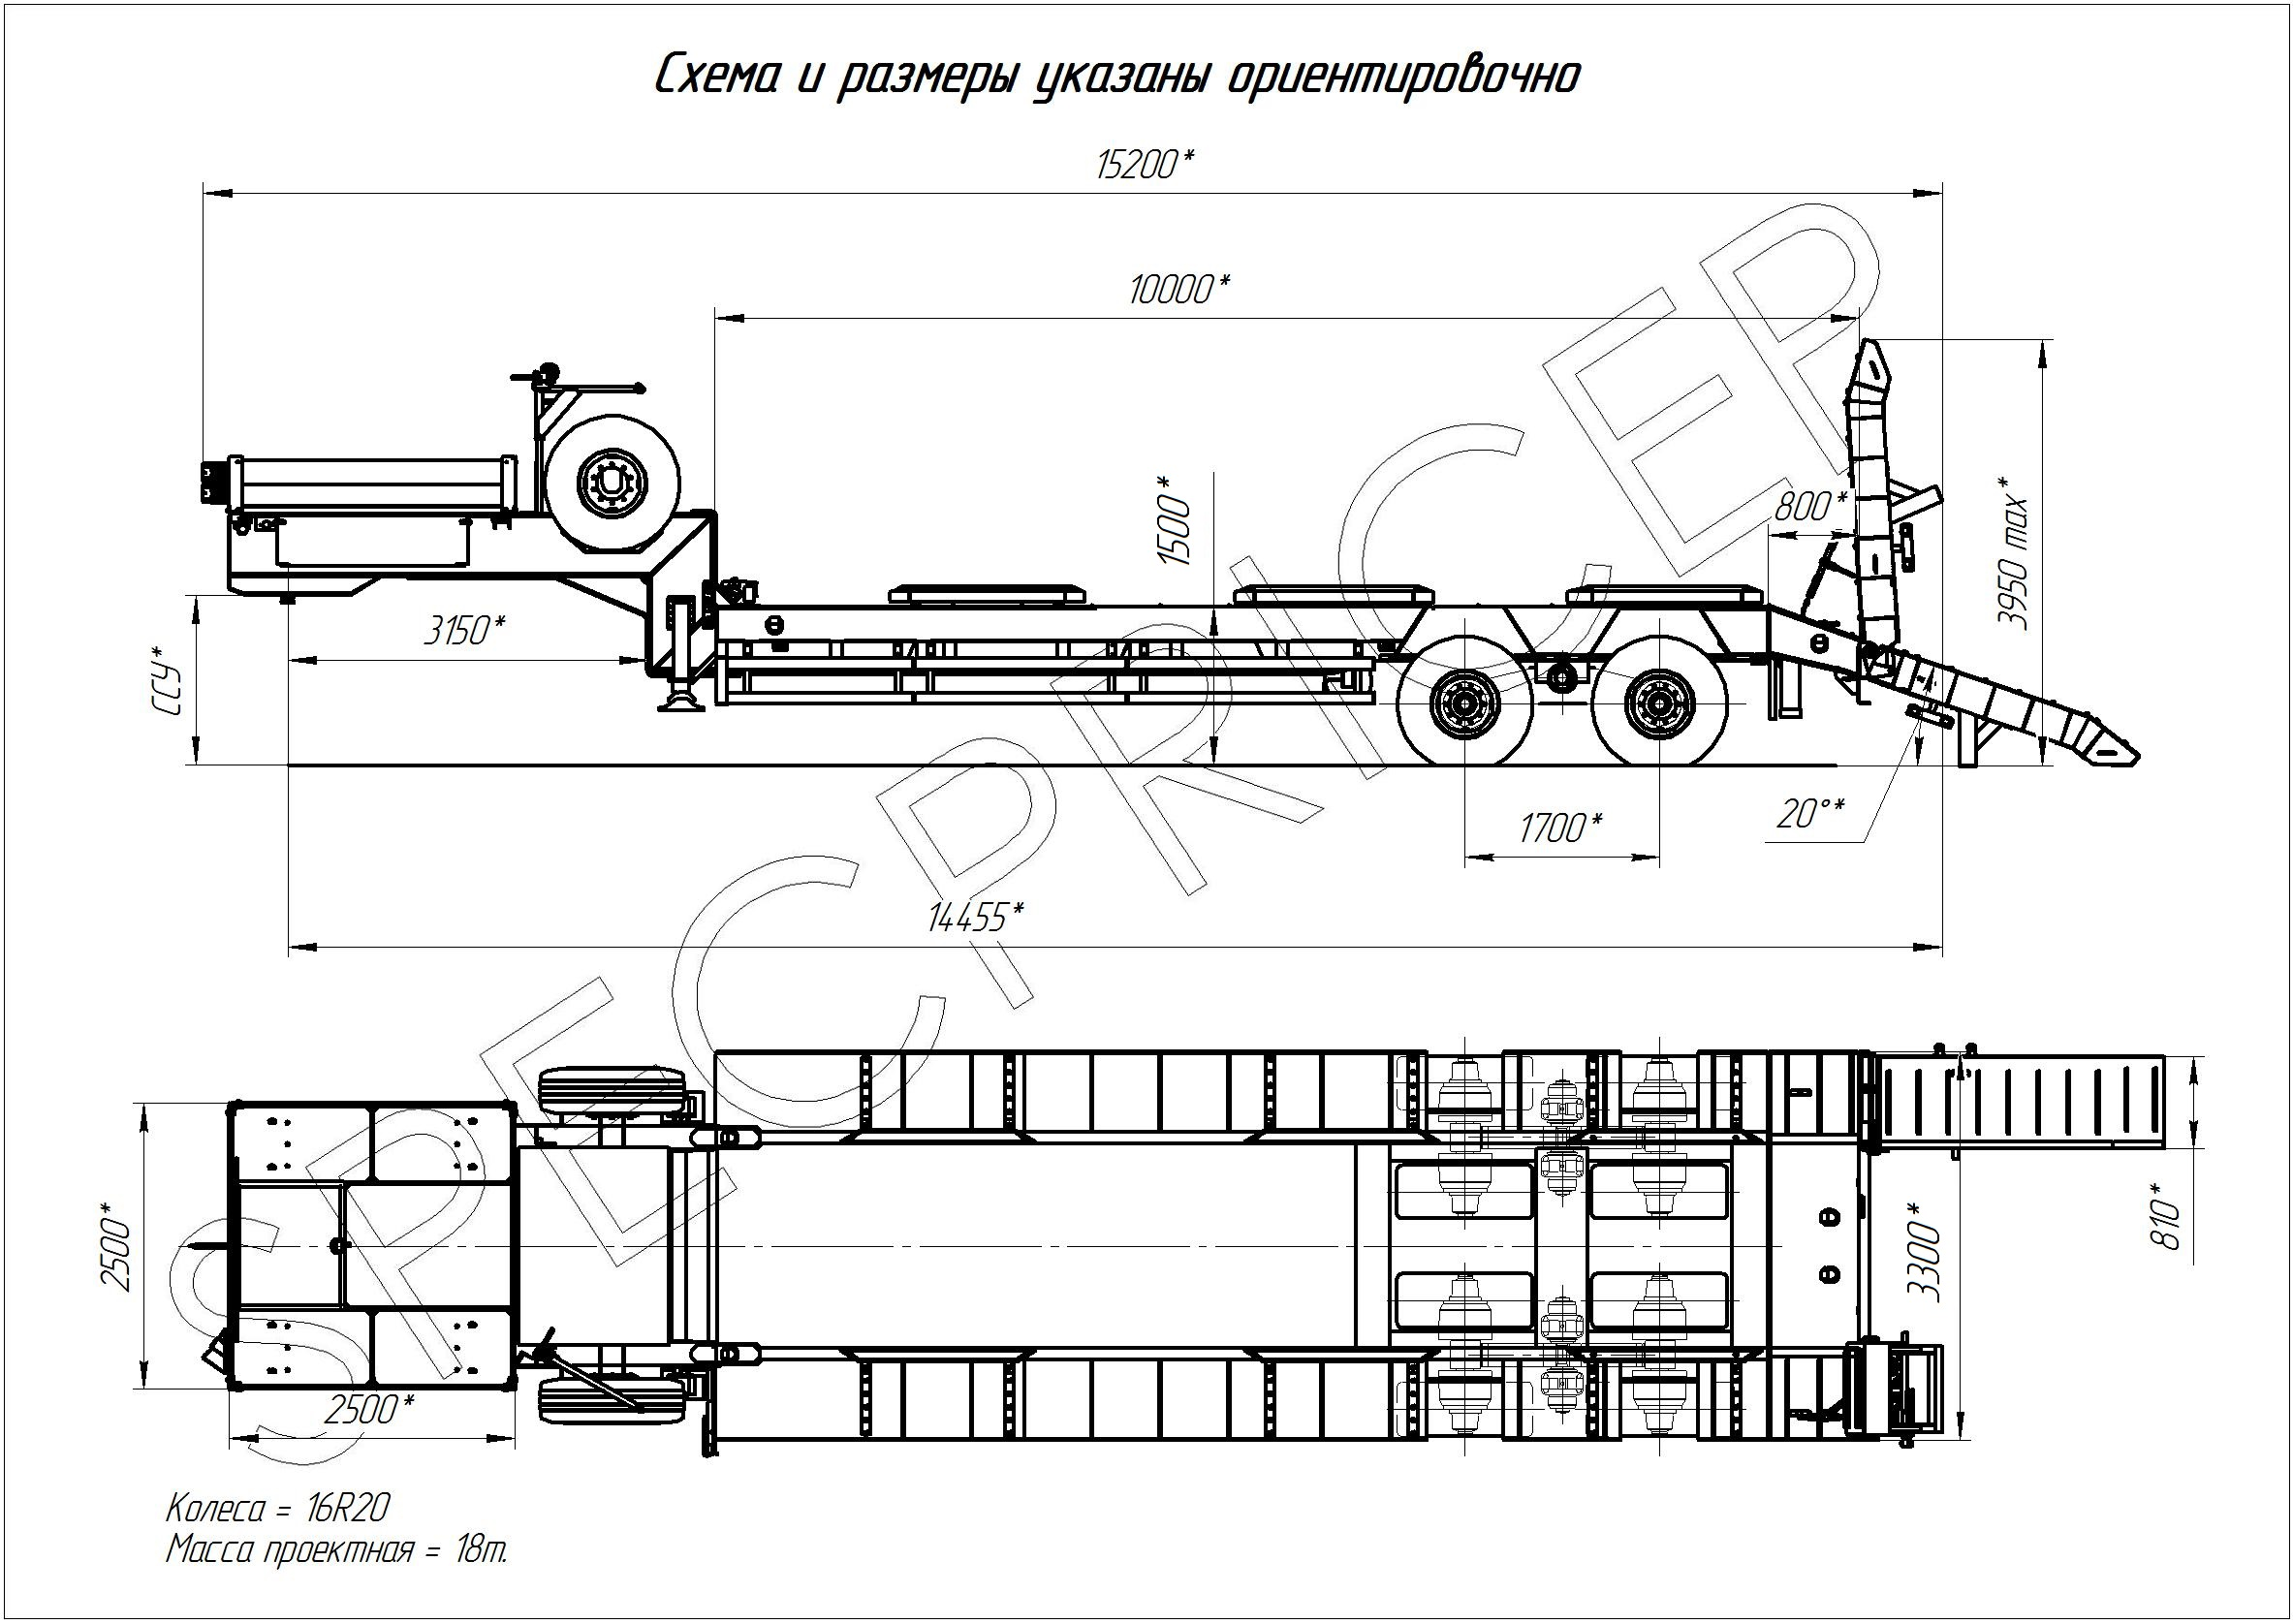 Схема и размеры указаны ориентировочно
15200*
10000*
800*
1500*
3950 max*
3150*
ССУ*
20°*
1700*
14455*
2500*
3300*
810*
2500*
SPECPRICEP
Колеса = 16R20
Масса проектная = 18т.